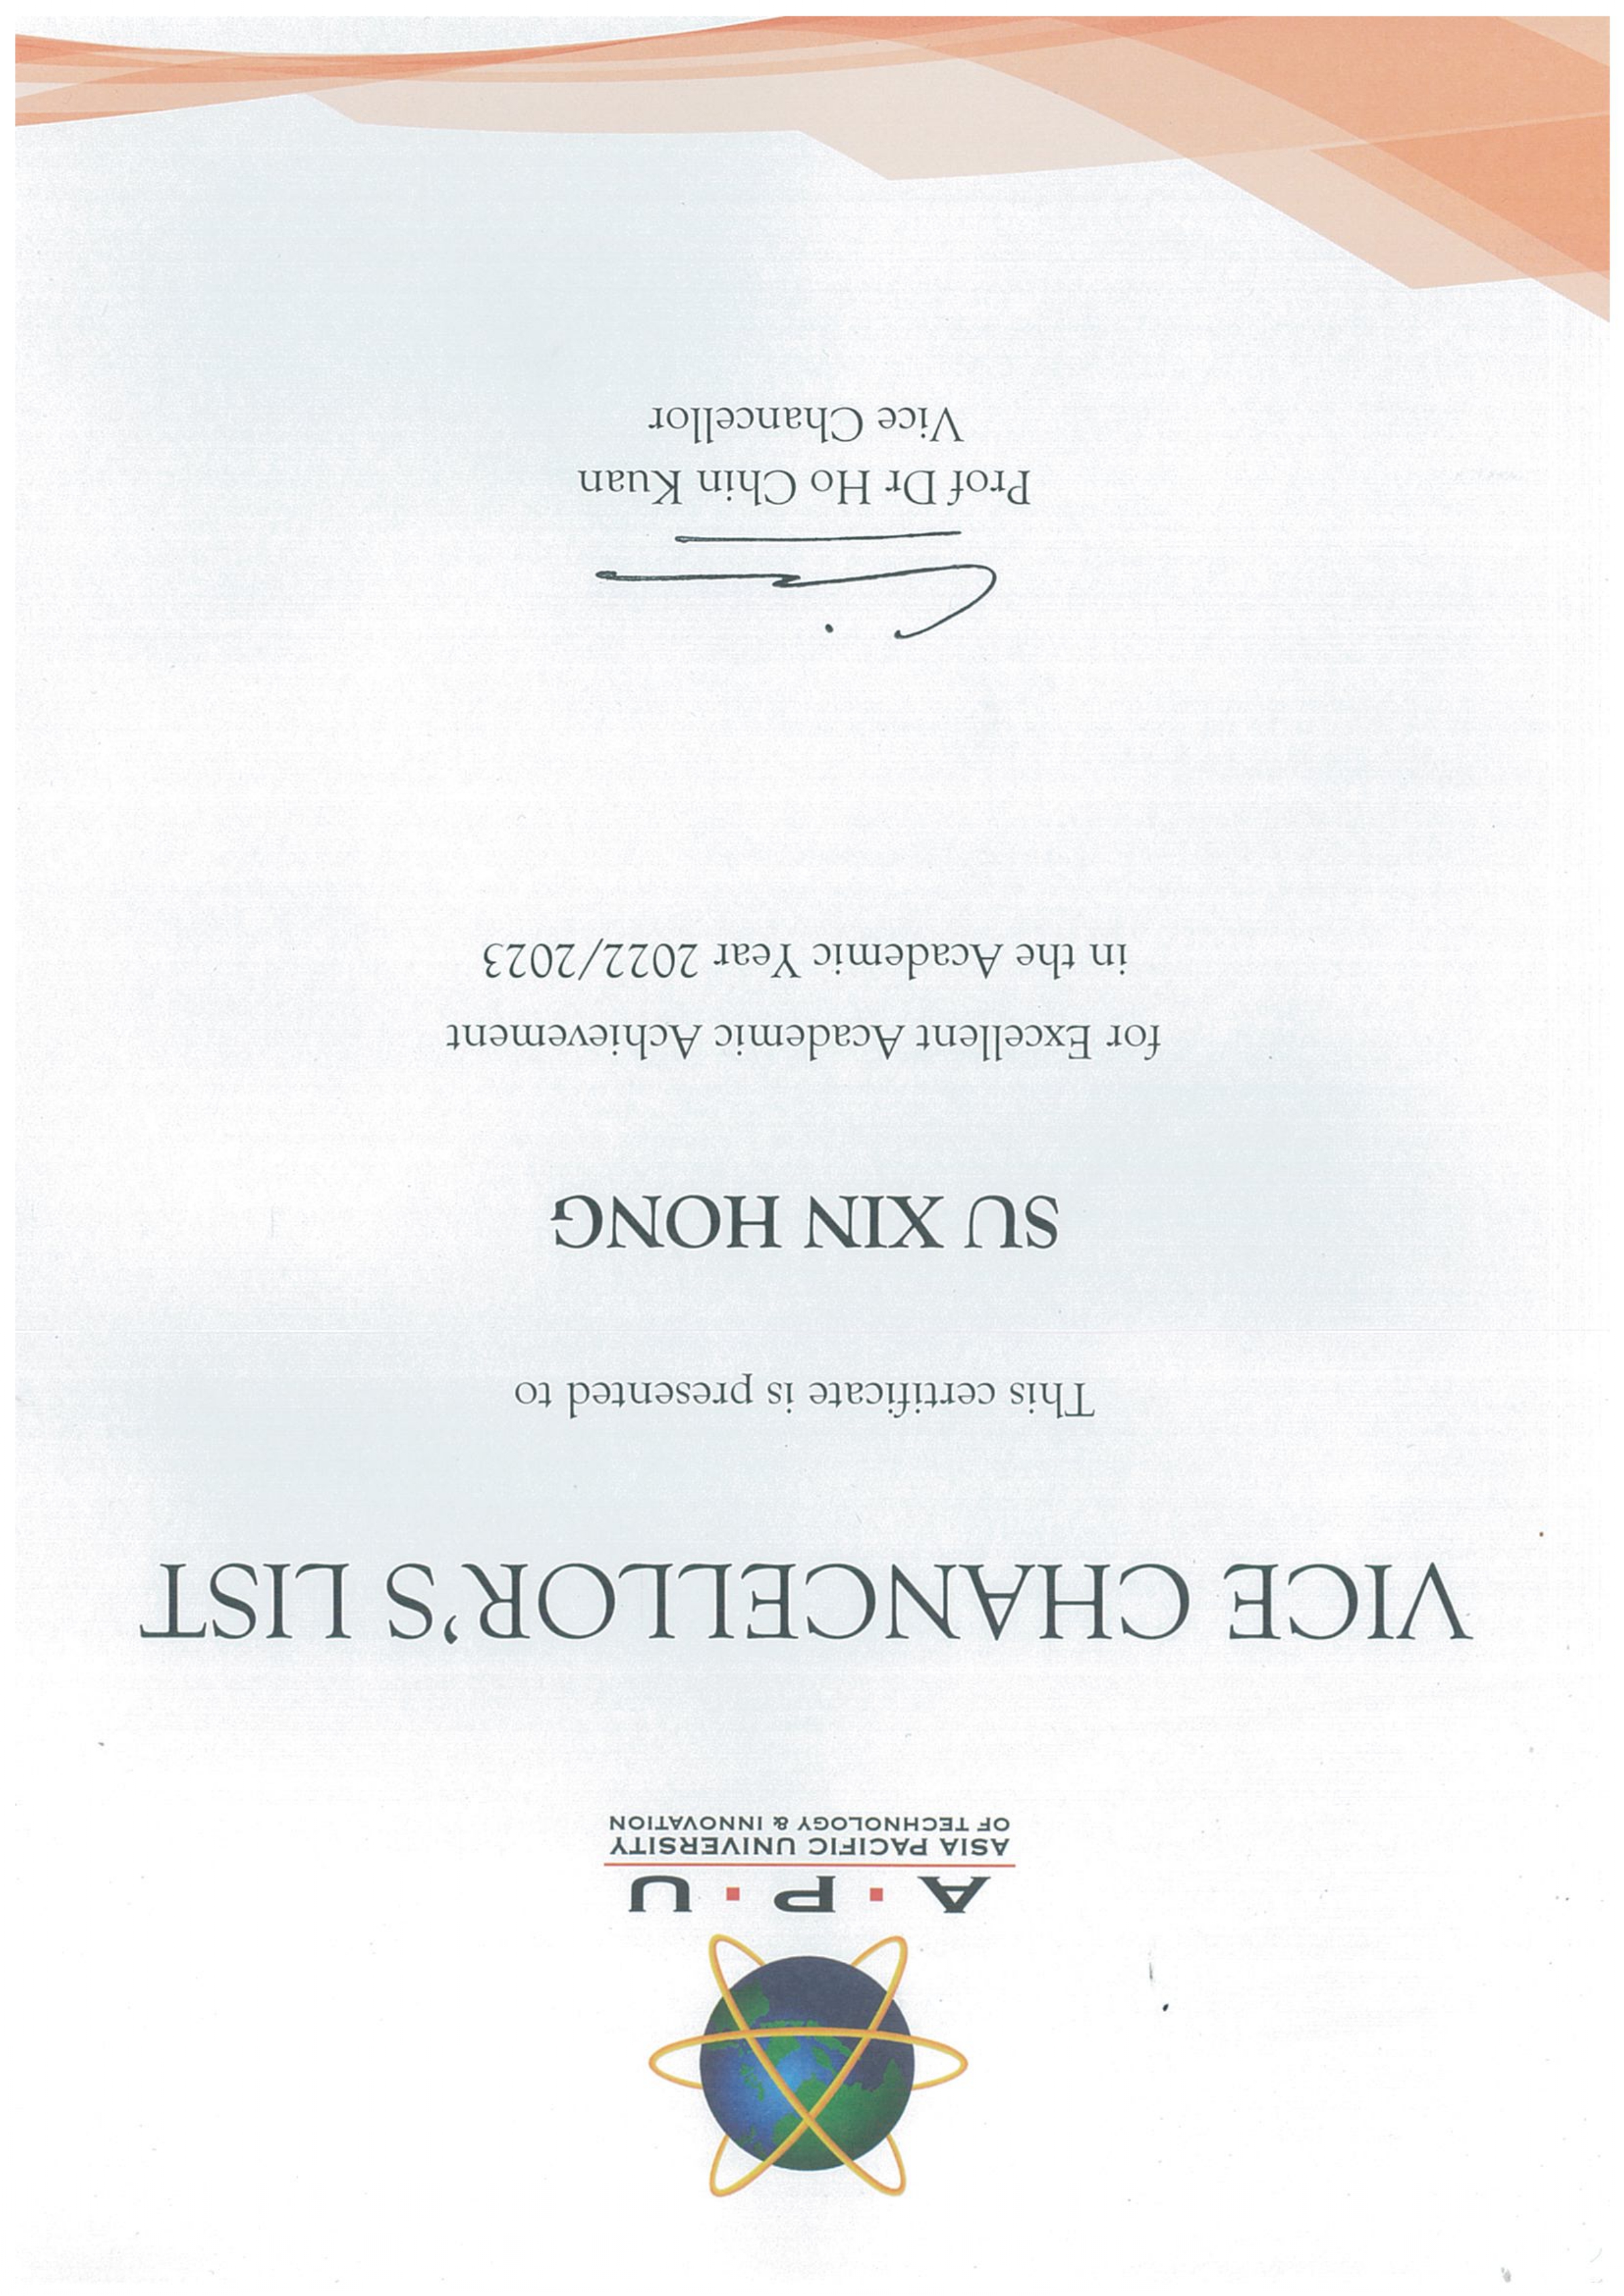 A · P · U
ASIA PACIFIC UNIVERSITY
OF TECHNOLOGY & INNOVATION
VICE CHANCELLOR’S LIST
This certificate is presented to
SU XIN HONG
for Excellent Academic Achievement
in the Academic Year 2022/2023
Prof Dr Ho Chin Kuan
Vice Chancellor